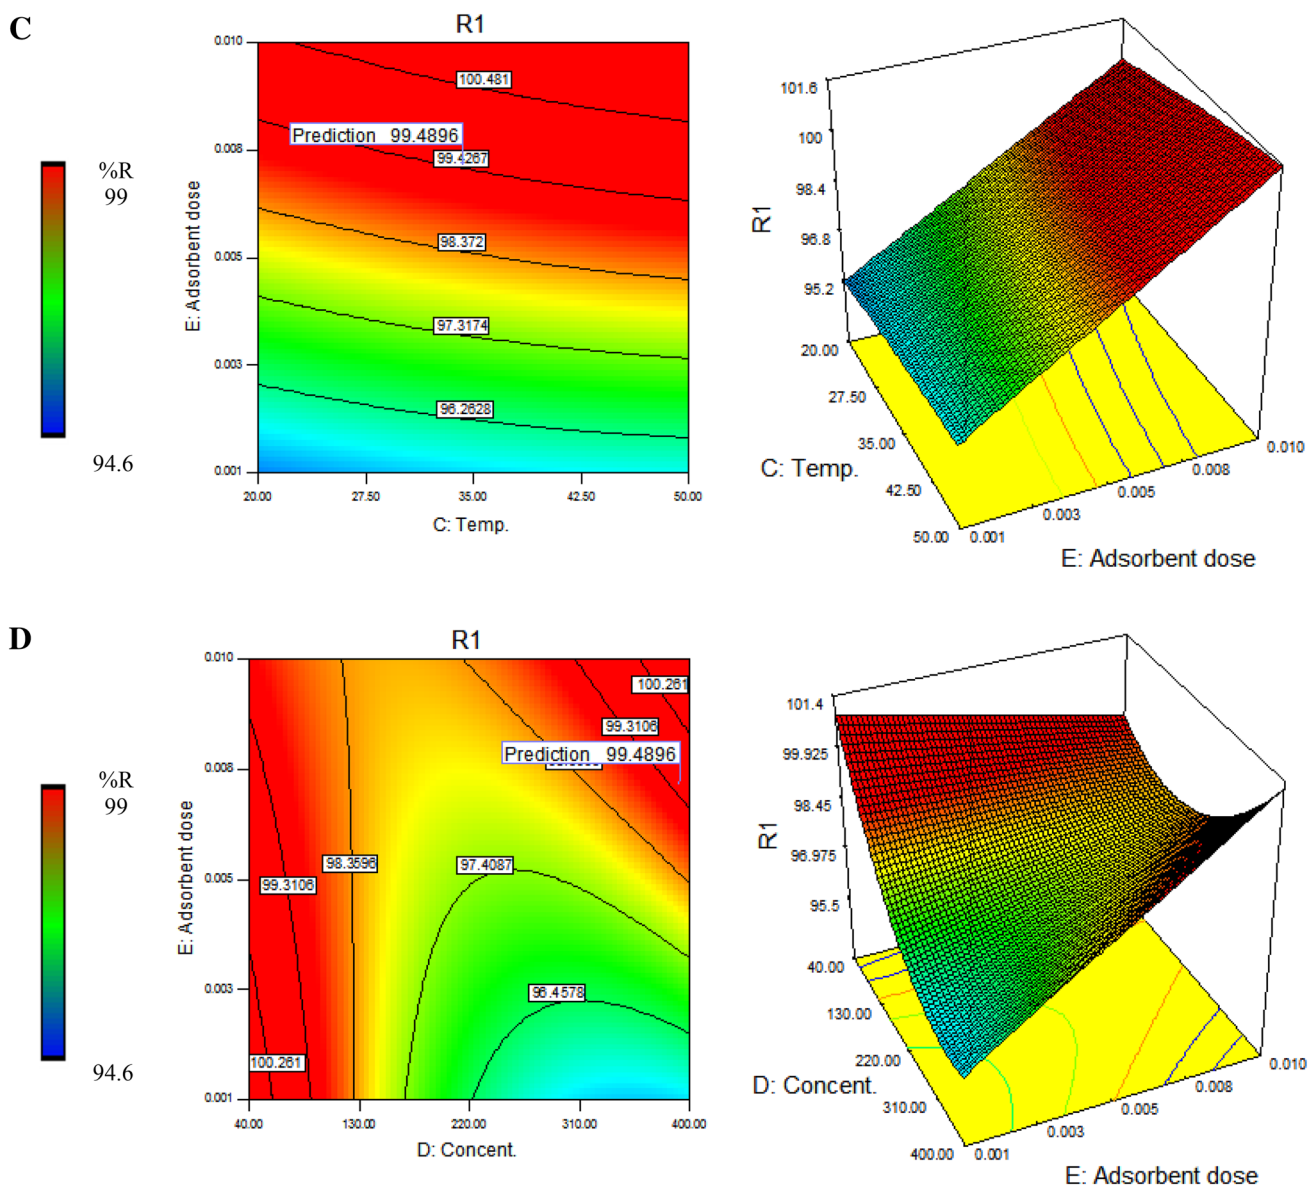 C
R1
%R
99
94.6
E: Adsorbent dose
0.010
0.008
0.005
0.003
0.001
100.481
Prediction 99.4896
99.4267
98.372
97.3174
96.2628
20.00 27.50 35.00 42.50 50.00
C: Temp.
R1
101.6
100
98.4
96.8
95.2
20.00
27.50
35.00
42.50
50.00
C: Temp.
0.001
0.003
0.005
0.008
0.010
E: Adsorbent dose
D
R1
%R
99
94.6
E: Adsorbent dose
0.010
0.008
0.005
0.003
0.001
100.261
99.3106
Prediction 99.4896
98.3596
97.4087
99.3106
96.4578
100.261
40.00 130.00 220.00 310.00 400.00
D: Concent.
R1
101.4
99.925
98.45
96.975
95.5
40.00
130.00
220.00
310.00
400.00
D: Concent.
0.001
0.003
0.005
0.008
0.010
E: Adsorbent dose